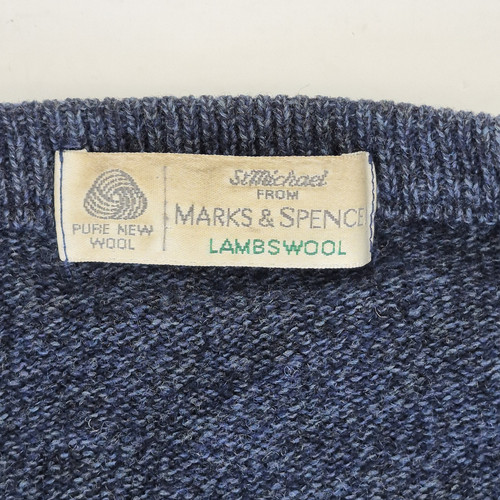 PURE NEW
WOOL
StMichael
FROM
MARKS & SPENCE
LAMBSWOOL